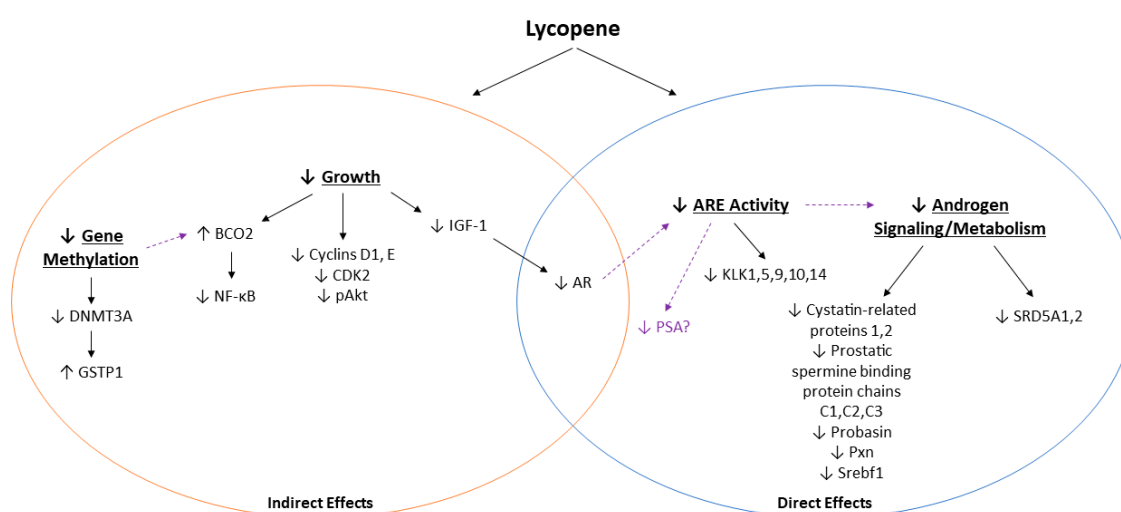 Lycopene
↓ Growth
↓ Gene
Methylation
↑ BCO2
↓ NF-κB
↓ DNMT3A
↑ GSTP1
↓ Cyclins D1, E
↓ CDK2
↓ pAkt
↓ IGF-1
↓ AR
↓ ARE Activity
↓ PSA?
↓ KLK1,5,9,10,14
↓ Androgen
Signaling/Metabolism
↓ Cystatin-related
proteins 1,2
↓ Prostatic
spermine binding
protein chains
C1,C2,C3
↓ Probasin
↓ Pxn
↓ Srebf1
↓ SRD5A1,2
Indirect Effects
Direct Effects